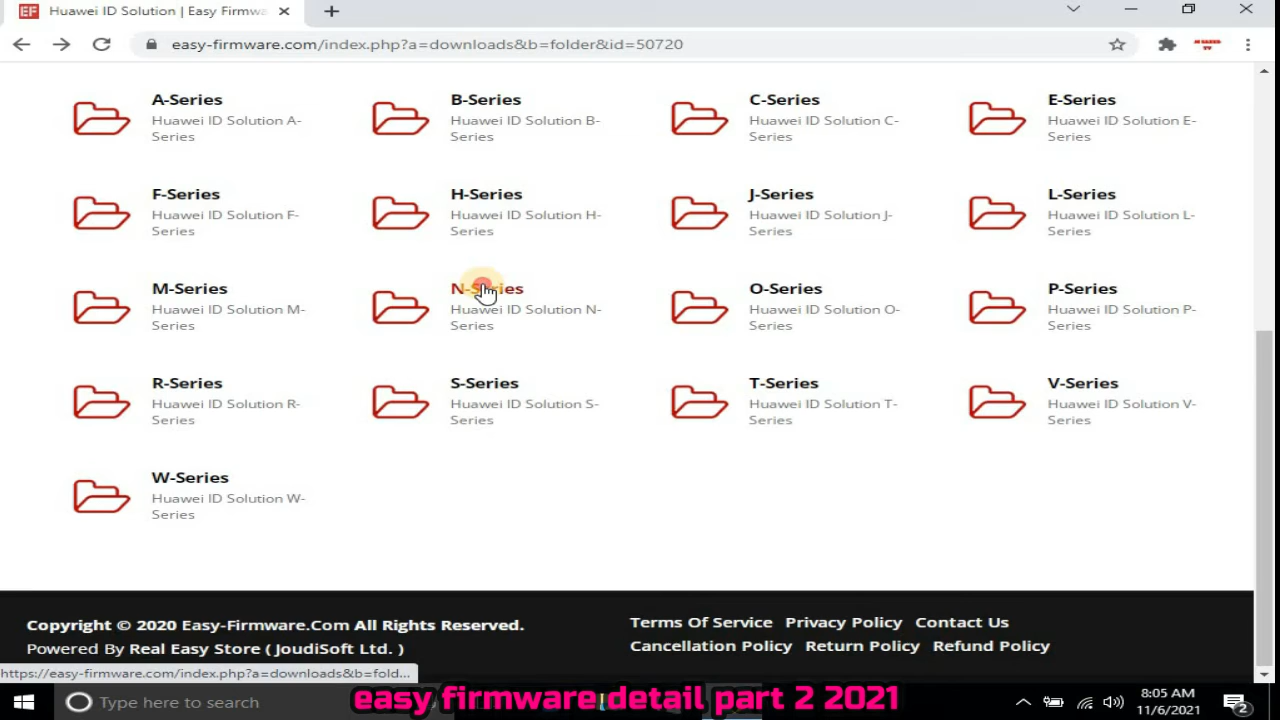 EF Huawei ID Solution | Easy Firmwa
easy-firmware.com/index.php?a=downloads&b=folder&id=50720
A-Series
Huawei ID Solution A-
Series
B-Series
Huawei ID Solution B-
Series
C-Series
Huawei ID Solution C-
Series
E-Series
Huawei ID Solution E-
Series
F-Series
Huawei ID Solution F-
Series
H-Series
Huawei ID Solution H-
Series
J-Series
Huawei ID Solution J-
Series
L-Series
Huawei ID Solution L-
Series
M-Series
Huawei ID Solution M-
Series
N-Series
Huawei ID Solution N-
Series
O-Series
Huawei ID Solution O-
Series
P-Series
Huawei ID Solution P-
Series
R-Series
Huawei ID Solution R-
Series
S-Series
Huawei ID Solution S-
Series
T-Series
Huawei ID Solution T-
Series
V-Series
Huawei ID Solution V-
Series
W-Series
Huawei ID Solution W-
Series
Copyright © 2020 Easy-Firmware.Com All Rights Reserved.
Powered By Real Easy Store ( JoudiSoft Ltd. )
Terms Of Service Privacy Policy Contact Us
Cancellation Policy Return Policy Refund Policy
https://easy-firmware.com/index.php?a=downloads&b=fold...
Type here to search
easy firmware detail part 2 2021
8:05 AM
11/6/2021
2